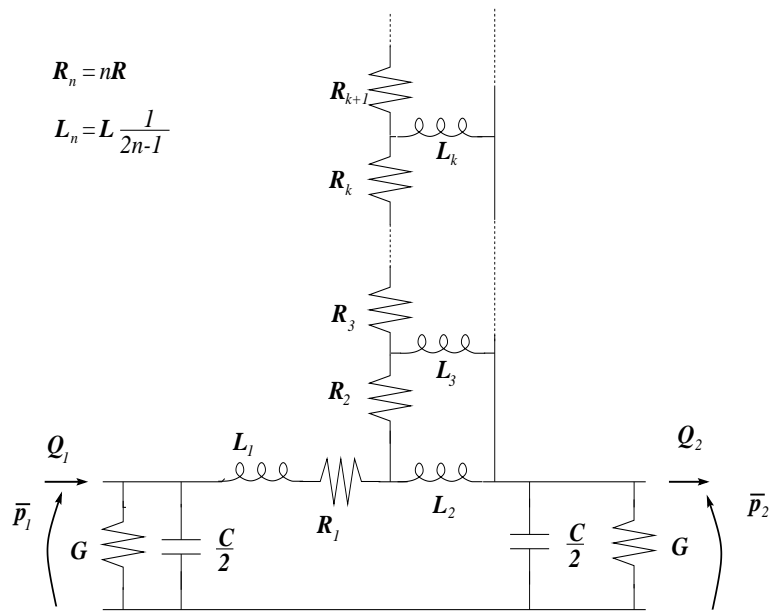 R_n = nR
L_n = L 1/(2n-1)
R_{k+1}
L_k
R_k
R_3
L_3
R_2
L_1
Q_1
Q_2
L_2
R_1
p̅_1
p̅_2
G
C/2
C/2
G